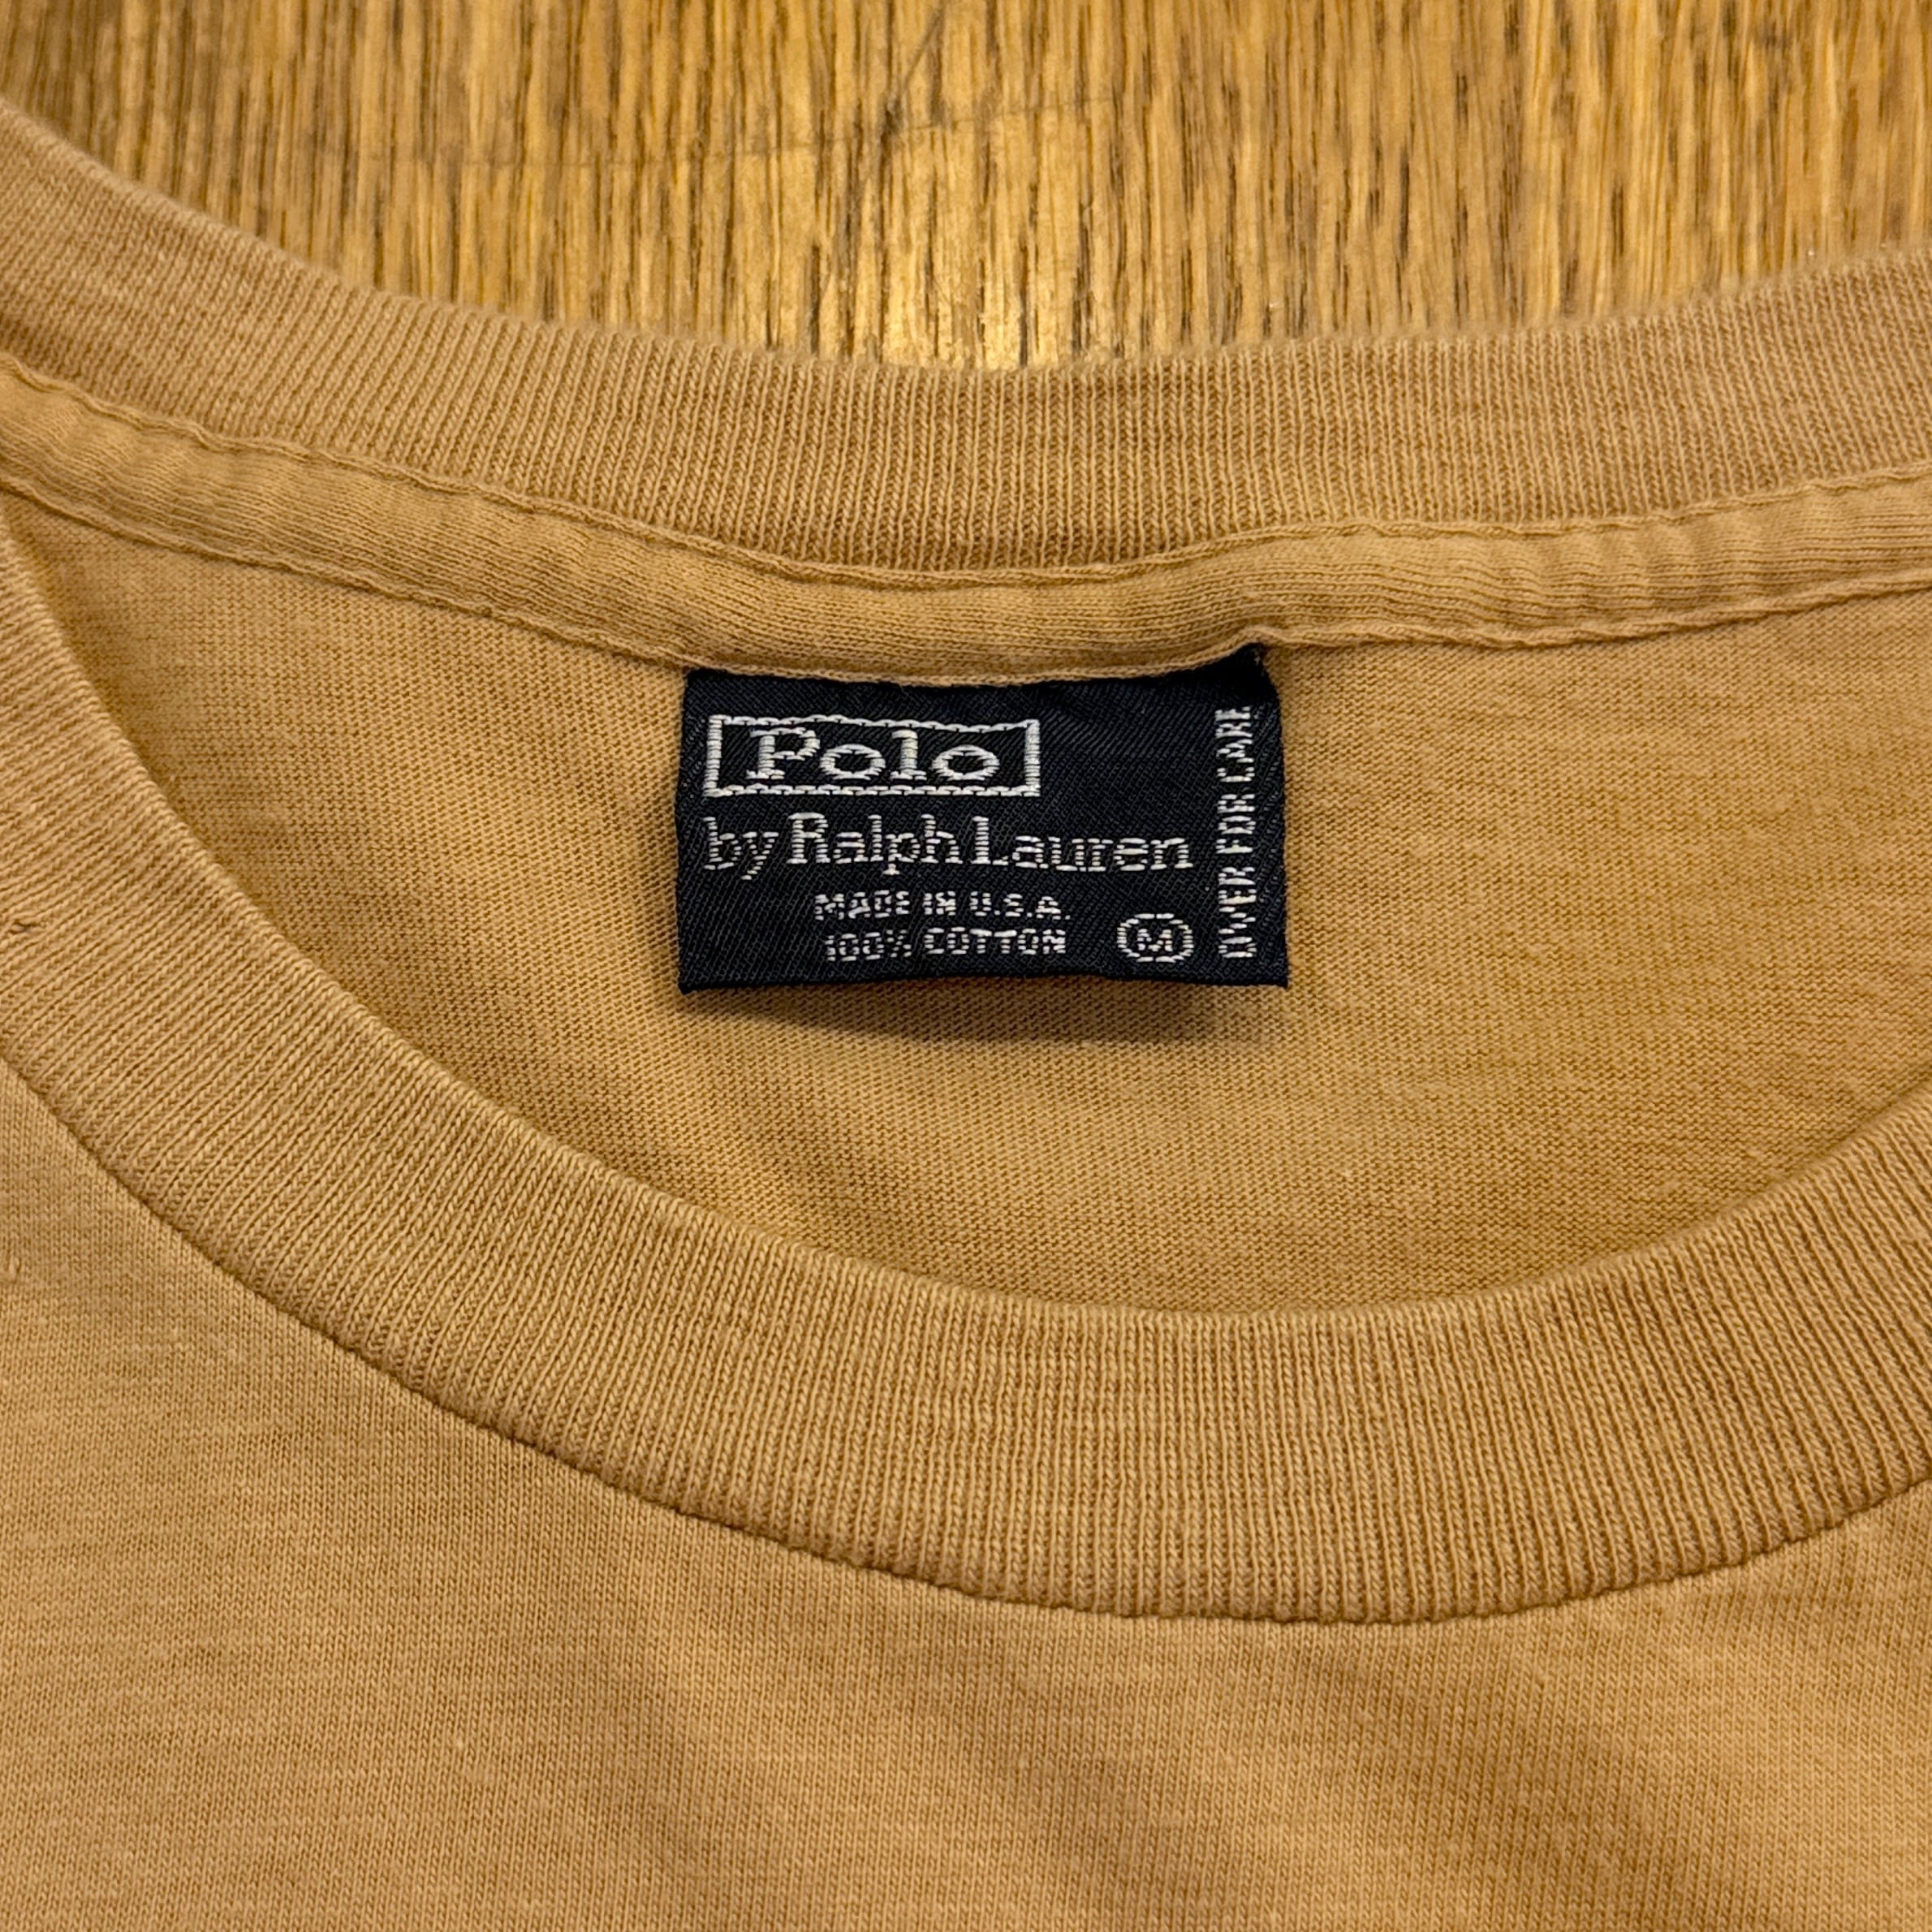 Polo
by Ralph Lauren
MADE IN U.S.A.
100% COTTON
M
OVER FOR CARE